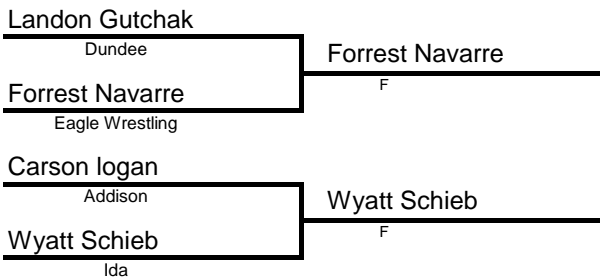 Landon Gutchak
Dundee
Forrest Navarre
F
Forrest Navarre
Eagle Wrestling
Carson logan
Addison
Wyatt Schieb
F
Wyatt Schieb
Ida